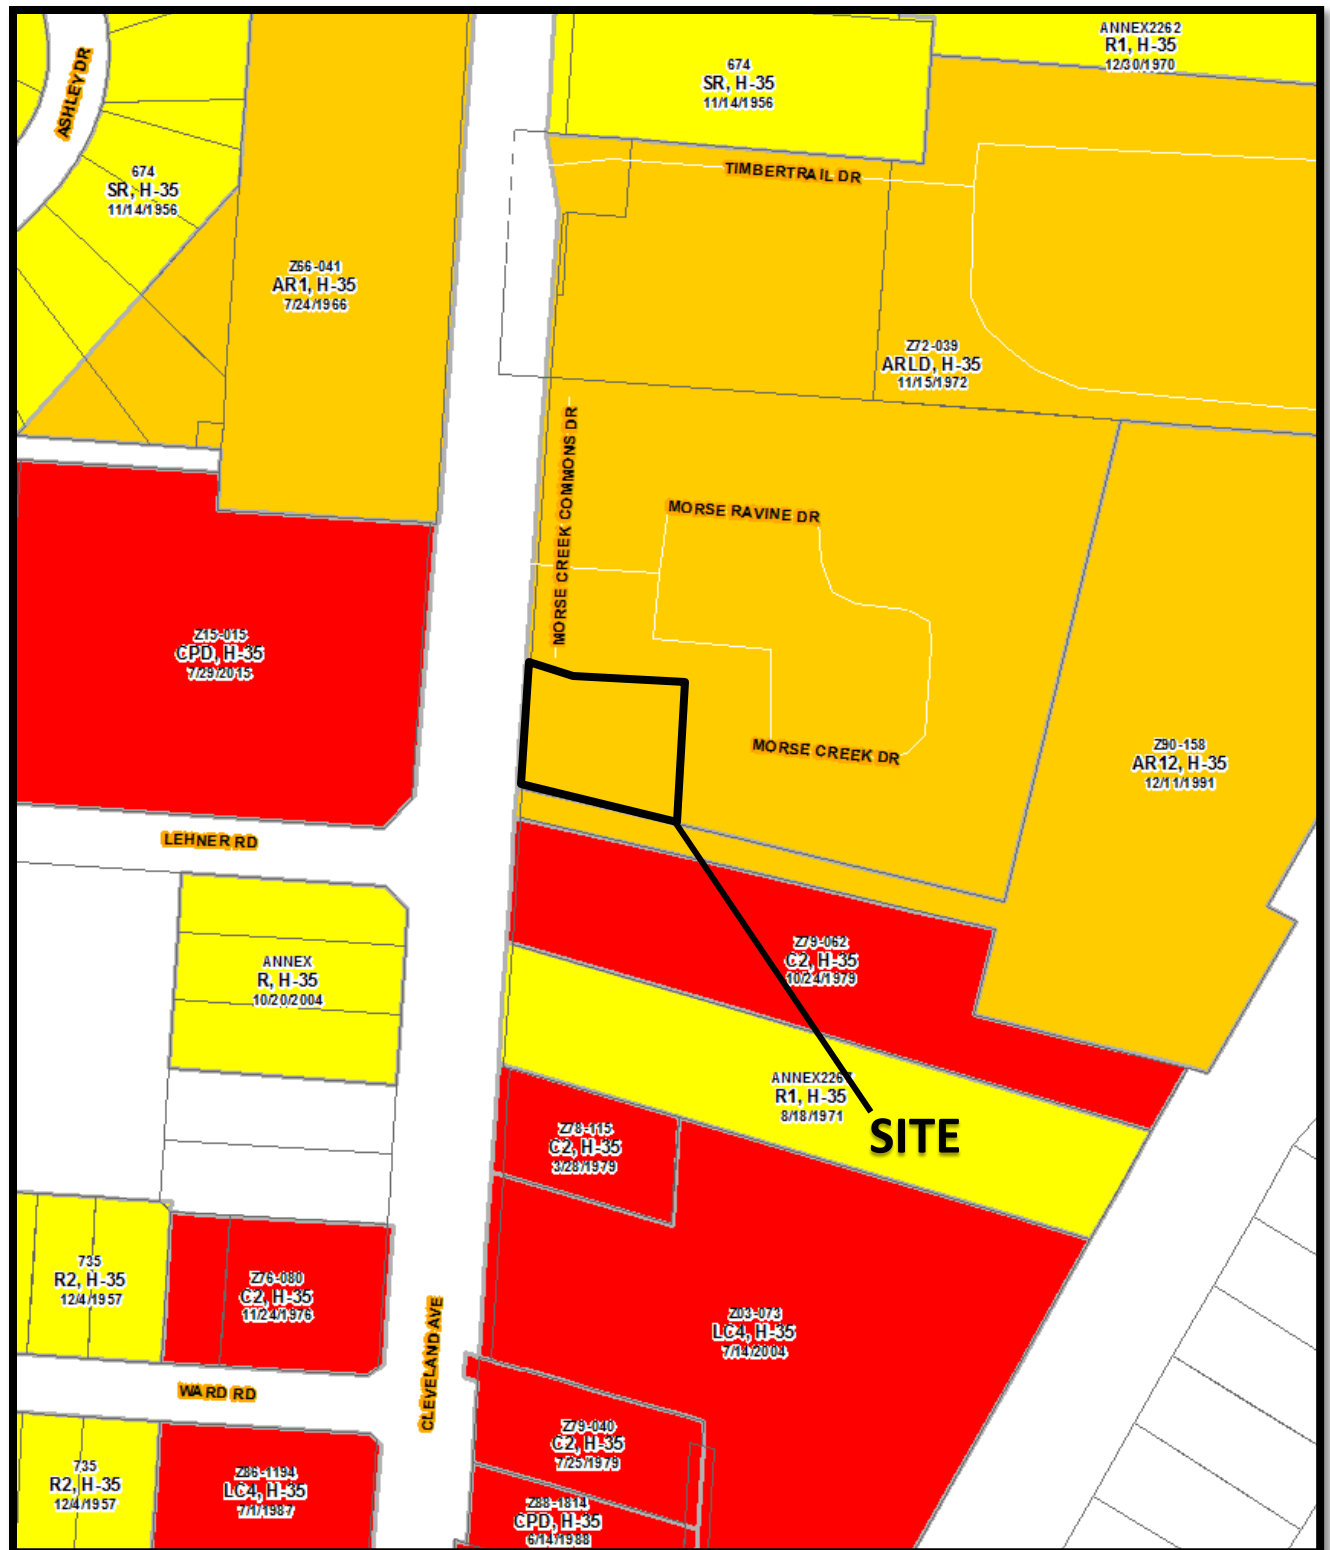 ASHLEY DR
ANNEX2262
R1, H-35
12/30/1970
674
SR, H-35
11/14/1956
TIMBERTRAIL DR
674
SR, H-35
11/14/1956
Z66-041
AR1, H-35
7/24/1966
Z72-039
ARLD, H-35
11/15/1972
MORSE CREEK COMMONS DR
MORSE RAVINE DR
Z15-015
CPD, H-35
7/29/2015
MORSE CREEK DR
Z90-158
AR12, H-35
12/11/1991
LEHNER RD
Z79-062
C2, H-35
10/24/1979
ANNEX
R, H-35
10/20/2004
R1, H-35
8/18/1971
SITE
Z78-115
C2, H-35
3/28/1979
735
R2, H-35
12/4/1957
Z76-080
C2, H-35
11/24/1976
Z03-073
LC4, H-35
7/14/2004
CLEVELAND AVE
WARD RD
Z79-040
C2, H-35
7/25/1979
735
R2, H-35
12/4/1957
Z86-1194
LC4, H-35
7/1/1987
Z88-1814
CPD, H-35
6/14/1988